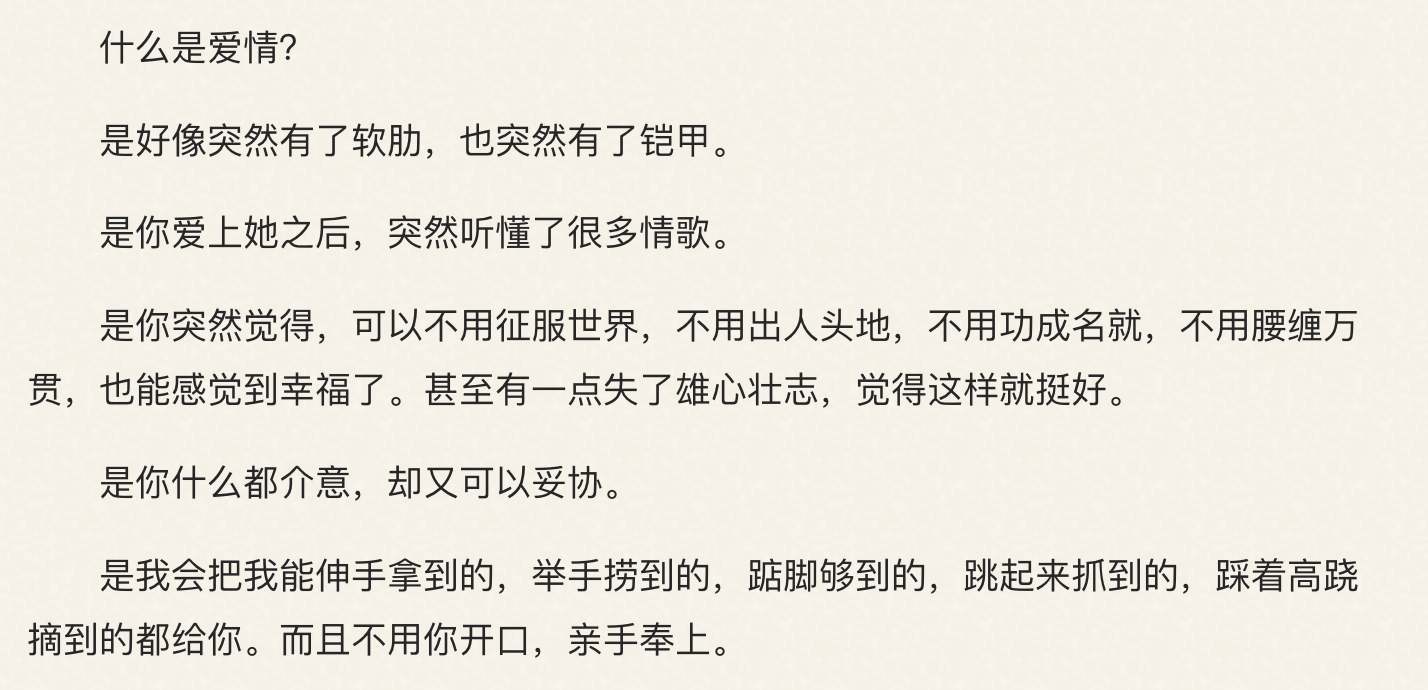 什么是爱情?
是好像突然有了软肋，也突然有了铠甲。
是你爱上她之后，突然听懂了很多情歌。
是你突然觉得，可以不用征服世界，不用出人头地，不用功成名就，不用腰缠万
贯，也能感觉到幸福了。甚至有一点失了雄心壮志，觉得这样就挺好。
是你什么都介意，却又可以妥协。
是我会把我能伸手拿到的，举手捞到的，踮脚够到的，跳起来抓到的，踩着高跷
摘到的都给你。而且不用你开口，亲手奉上。